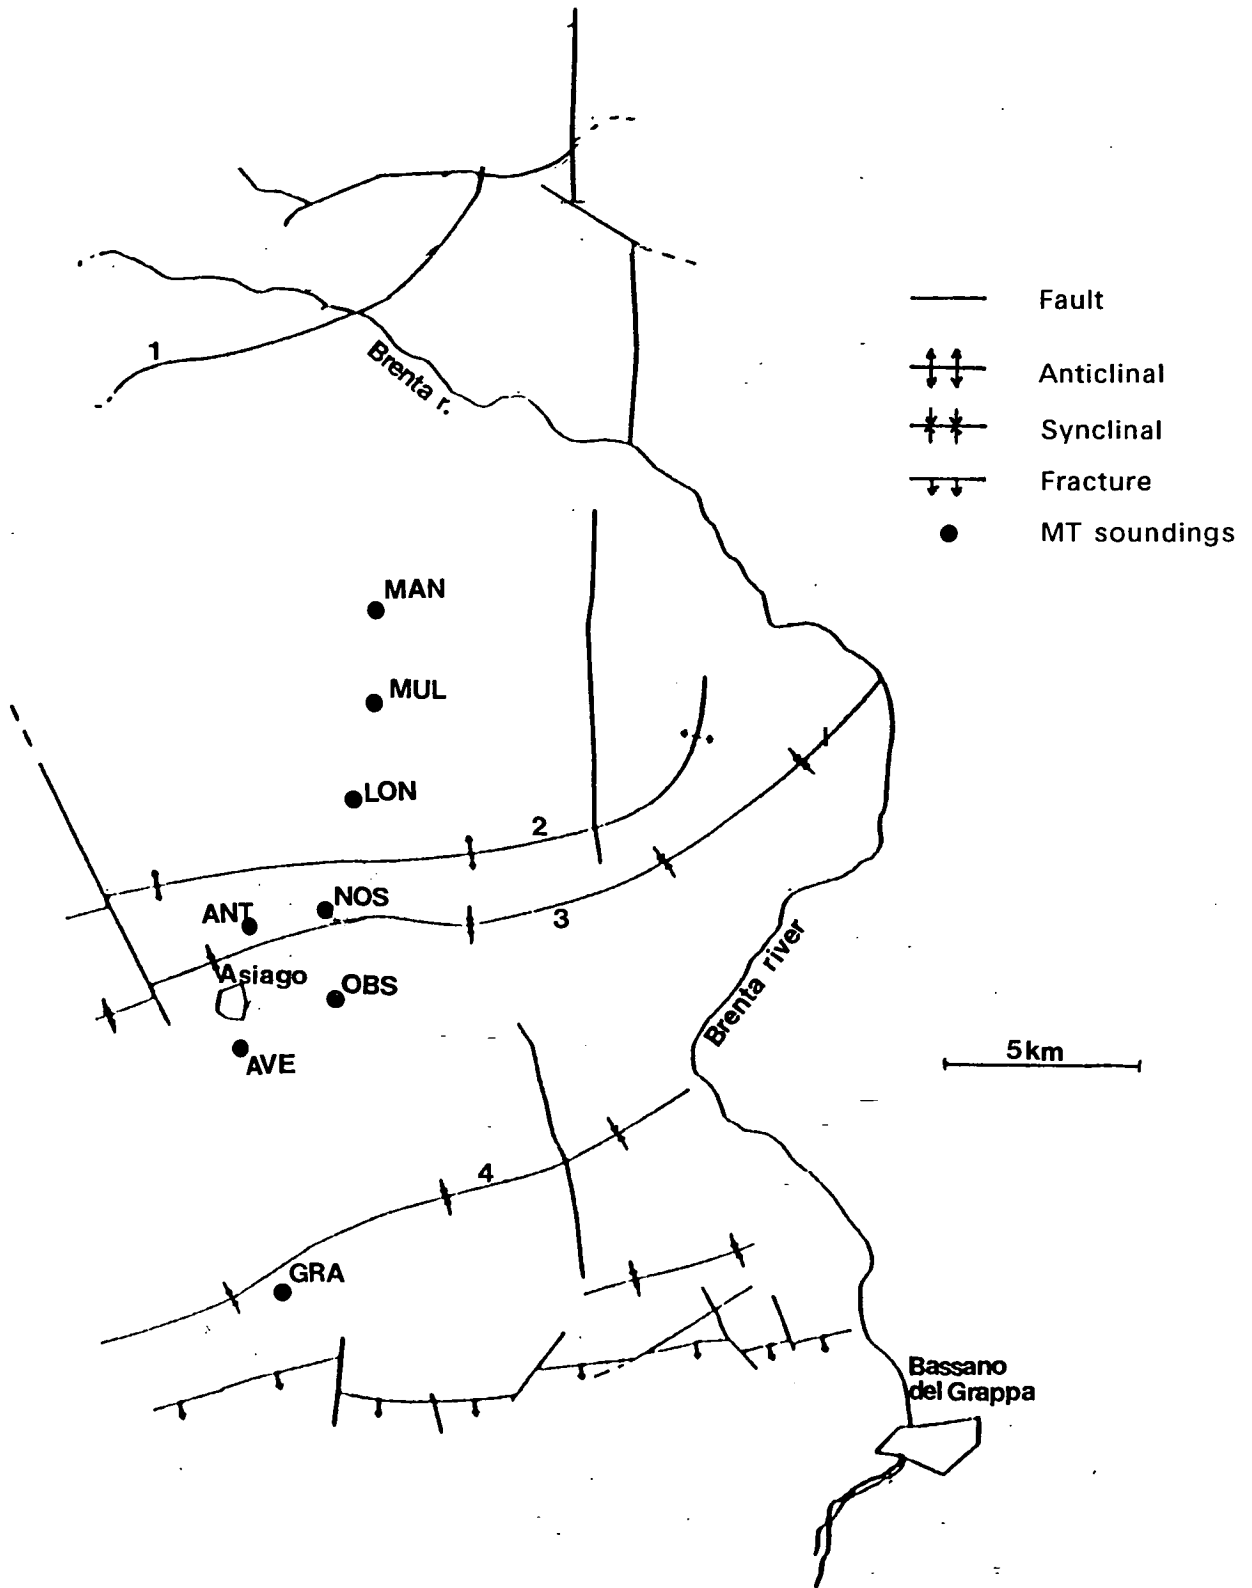 1
Brenta r.
Fault
Anticlinal
Synclinal
Fracture
MT soundings
MAN
MUL
LON
2
NOS
ANT
3
Asiago
OBS
Brenta river
AVE
5km
4
GRA
Bassano
del Grappa